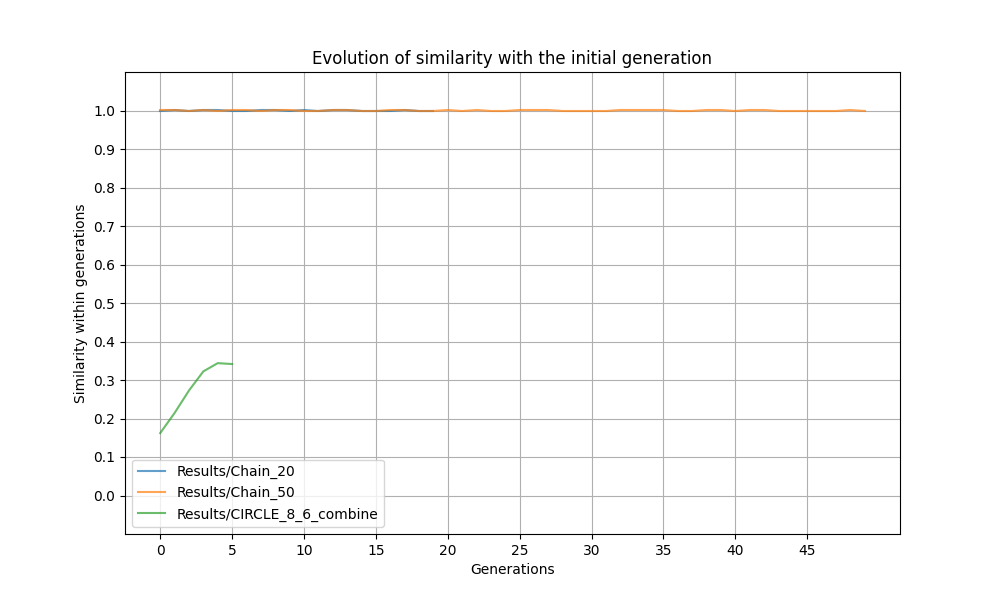 Evolution of similarity with the initial generation
Similarity within generations
1.0
0.9
0.8
0.7
0.6
0.5
0.4
0.3
0.2
0.1
0.0
Results/Chain_20
Results/Chain_50
Results/CIRCLE_8_6_combine
0 5 10 15 20 25 30 35 40 45
Generations